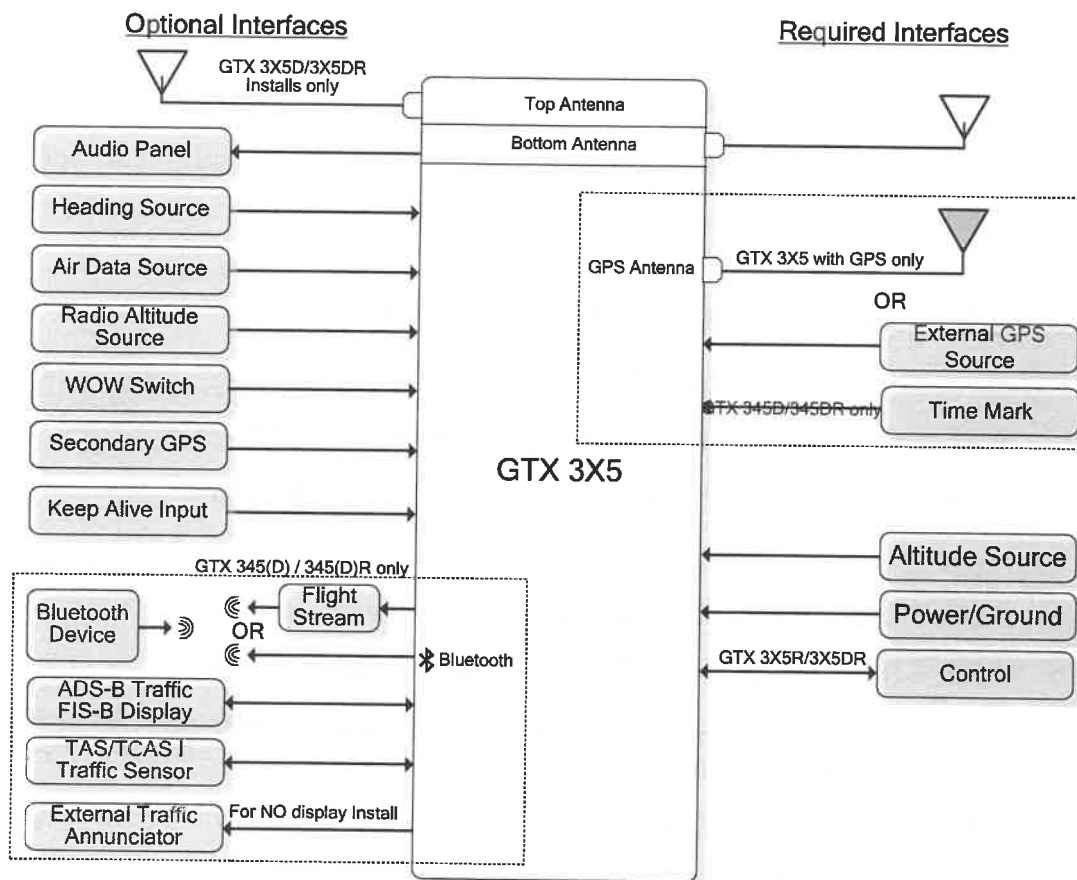 Optional Interfaces
Required Interfaces
GTX 3X5D/3X5DR
Installs only
Top Antenna
Bottom Antenna
Audio Panel
Heading Source
Air Data Source
Radio Altitude
Source
WOW Switch
Secondary GPS
Keep Alive Input
GPS Antenna
GTX 3X5 with GPS only
OR
External GPS
Source
GTX 345D/345DR only
Time Mark
GTX 3X5
Altitude Source
Power/Ground
GTX 3X5R/3X5DR
Control
GTX 345(D) / 345(D)R only
Bluetooth
Device
Flight
Stream
OR
Bluetooth
ADS-B Traffic
FIS-B Display
TAS/TCAS I
Traffic Sensor
External Traffic
Annunciator
For NO display Install